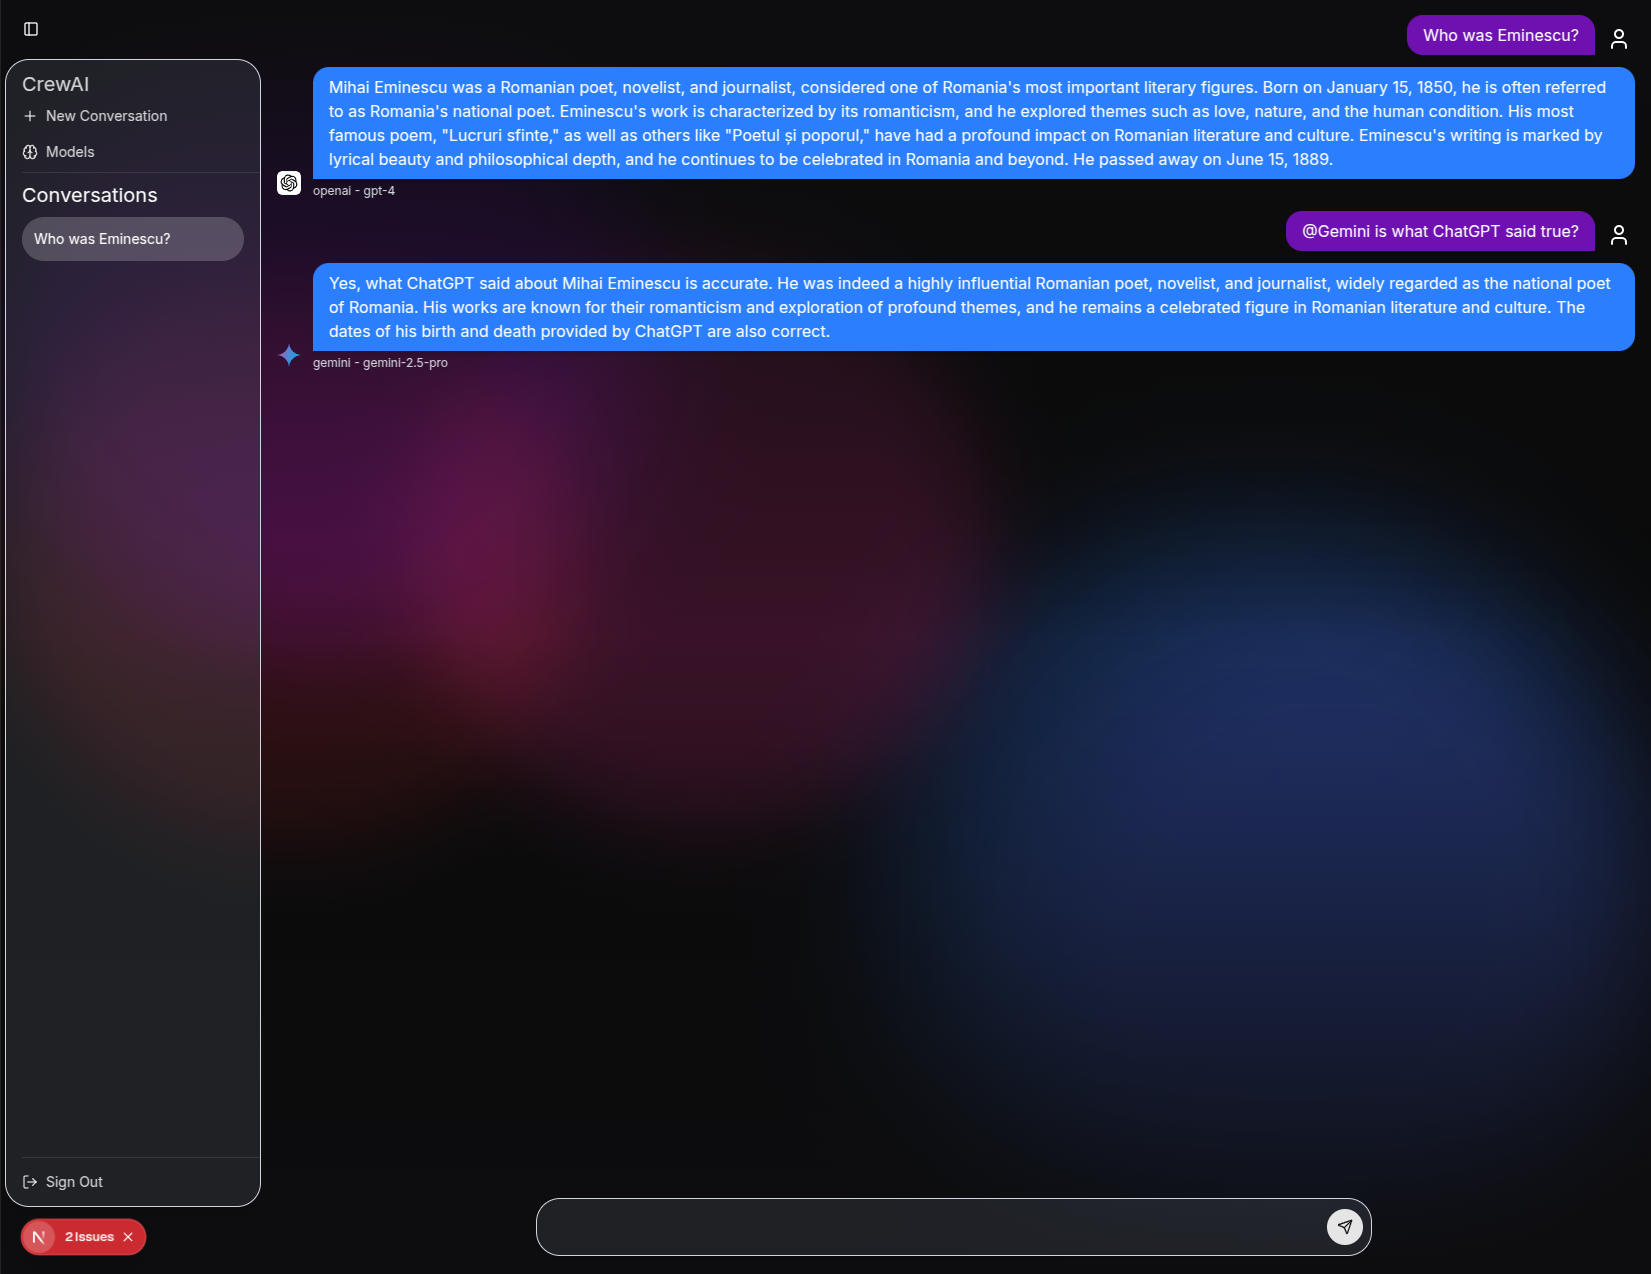 Who was Eminescu?
CrewAI
New Conversation
Models
Conversations
Who was Eminescu?
Mihai Eminescu was a Romanian poet, novelist, and journalist, considered one of Romania's most important literary figures. Born on January 15, 1850, he is often referred
to as Romania's national poet. Eminescu's work is characterized by its romanticism, and he explored themes such as love, nature, and the human condition. His most
famous poem, "Lucruri sfinte," as well as others like "Poetul și poporul," have had a profound impact on Romanian literature and culture. Eminescu's writing is marked by
lyrical beauty and philosophical depth, and he continues to be celebrated in Romania and beyond. He passed away on June 15, 1889.
openai - gpt-4
@Gemini is what ChatGPT said true?
Yes, what ChatGPT said about Mihai Eminescu is accurate. He was indeed a highly influential Romanian poet, novelist, and journalist, widely regarded as the national poet
of Romania. His works are known for their romanticism and exploration of profound themes, and he remains a celebrated figure in Romanian literature and culture. The
dates of his birth and death provided by ChatGPT are also correct.
gemini - gemini-2.5-pro
Sign Out
N 2 Issues